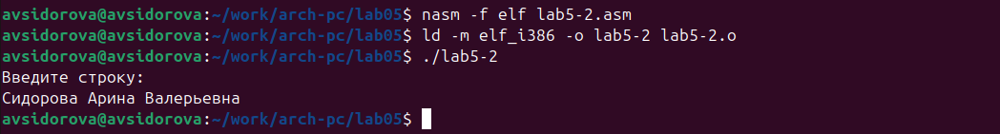 avsidorova@avsidorova:~/work/arch-pc/lab05$ nasm -f elf lab5-2.asm
avsidorova@avsidorova:~/work/arch-pc/lab05$ ld -m elf_i386 -o lab5-2 lab5-2.o
avsidorova@avsidorova:~/work/arch-pc/lab05$ ./lab5-2
Введите строку:
Сидорова Арина Валерьевна
avsidorova@avsidorova:~/work/arch-pc/lab05$